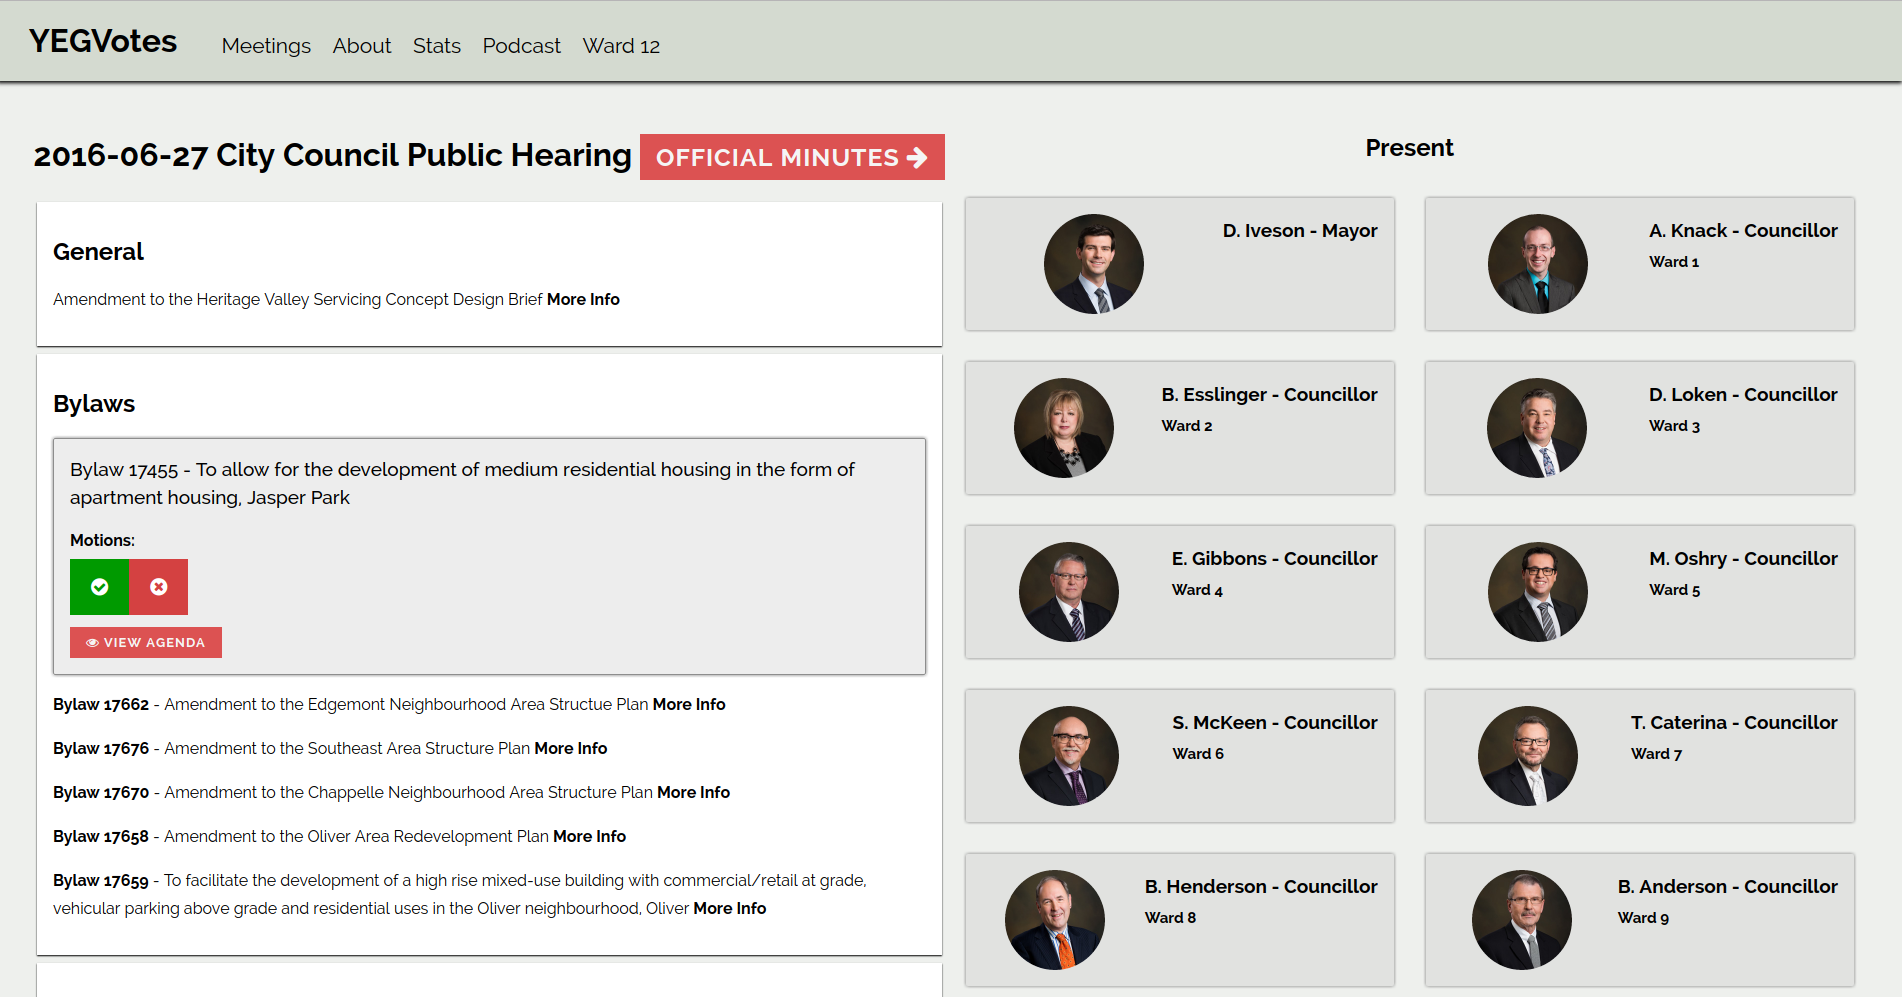 YEGVotes
Meetings About Stats Podcast Ward 12
2016-06-27 City Council Public Hearing OFFICIAL MINUTES
General
Amendment to the Heritage Valley Servicing Concept Design Brief More Info
Bylaws
Bylaw 17455 - To allow for the development of medium residential housing in the form of
apartment housing, Jasper Park
Motions:
VIEW AGENDA
Bylaw 17662 - Amendment to the Edgemont Neighbourhood Area Structue Plan More Info
Bylaw 17676 - Amendment to the Southeast Area Structure Plan More Info
Bylaw 17670 - Amendment to the Chappelle Neighbourhood Area Structure Plan More Info
Bylaw 17658 - Amendment to the Oliver Area Redevelopment Plan More Info
Bylaw 17659 - To facilitate the development of a high rise mixed-use building with commercial/retail at grade,
vehicular parking above grade and residential uses in the Oliver neighbourhood, Oliver More Info
Present
D. Iveson - Mayor
A. Knack - Councillor
Ward 1
B. Esslinger - Councillor
Ward 2
D. Loken - Councillor
Ward 3
E. Gibbons - Councillor
Ward 4
M. Oshry - Councillor
Ward 5
S. McKeen - Councillor
Ward 6
T. Caterina - Councillor
Ward 7
B. Henderson - Councillor
Ward 8
B. Anderson - Councillor
Ward 9